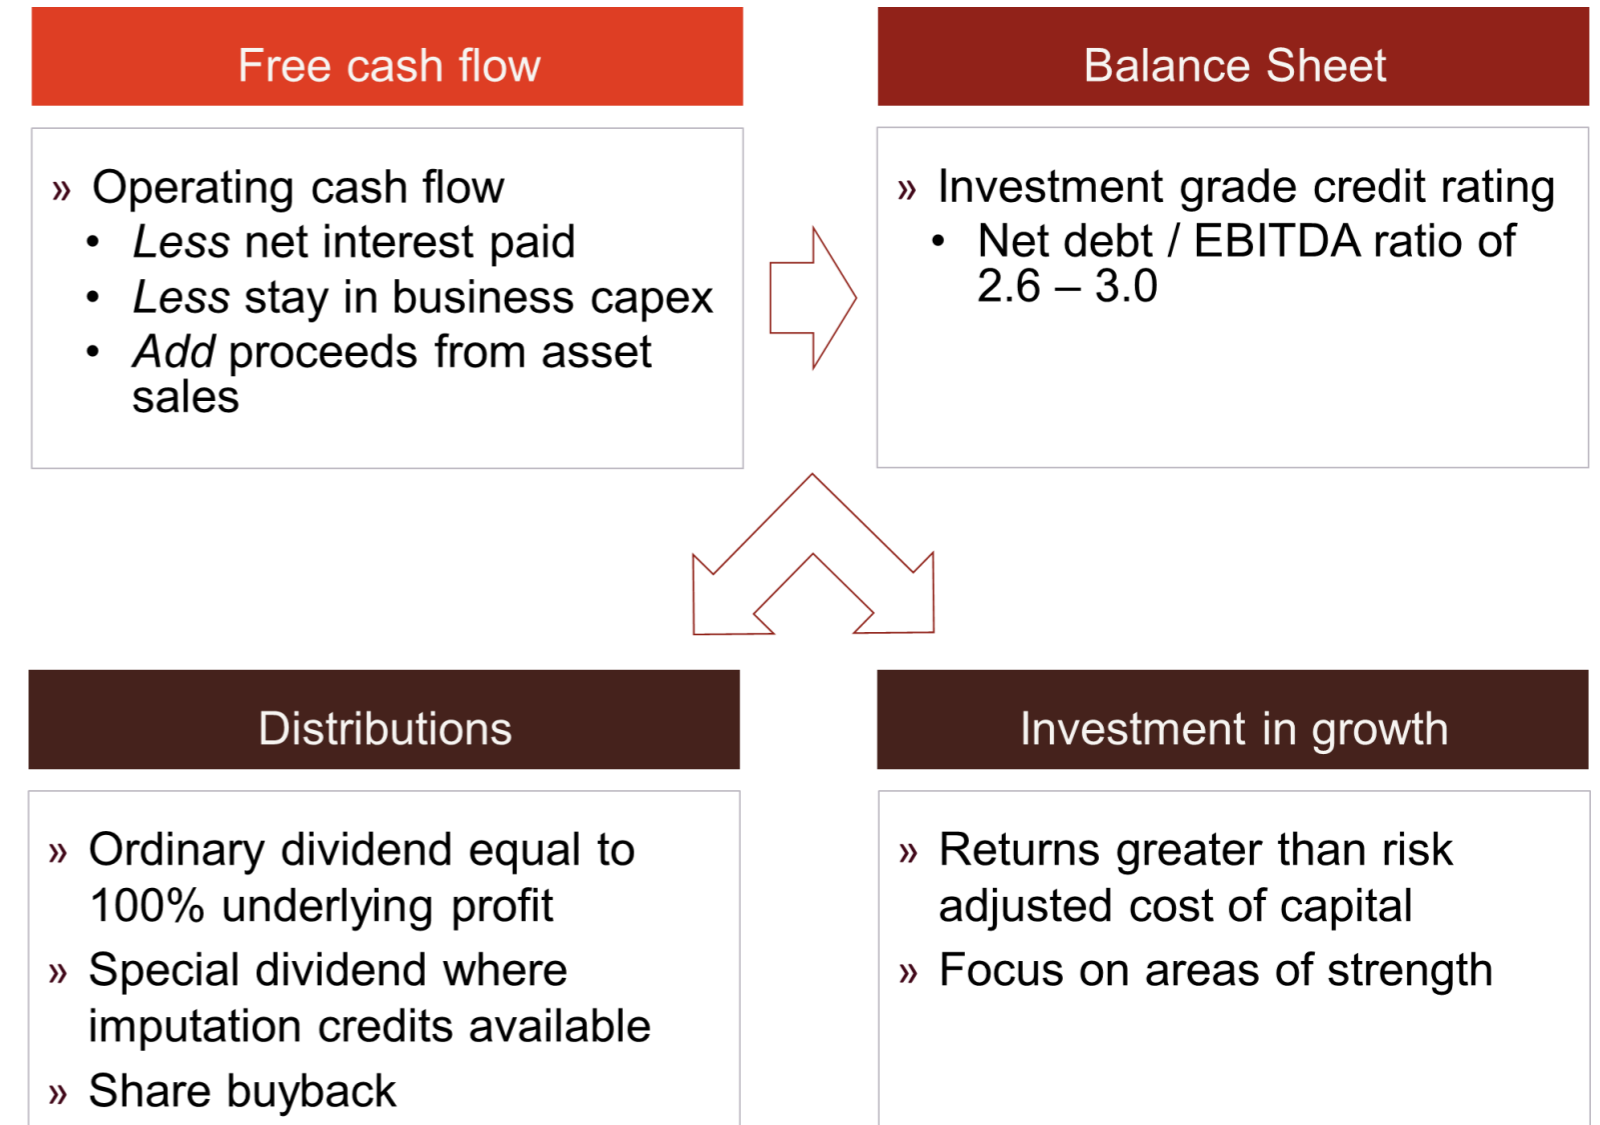 Free cash flow
» Operating cash flow
• Less net interest paid
• Less stay in business capex
• Add proceeds from asset
sales
Balance Sheet
» Investment grade credit rating
• Net debt / EBITDA ratio of
2.6 – 3.0
Distributions
» Ordinary dividend equal to
100% underlying profit
» Special dividend where
imputation credits available
» Share buyback
Investment in growth
» Returns greater than risk
adjusted cost of capital
» Focus on areas of strength